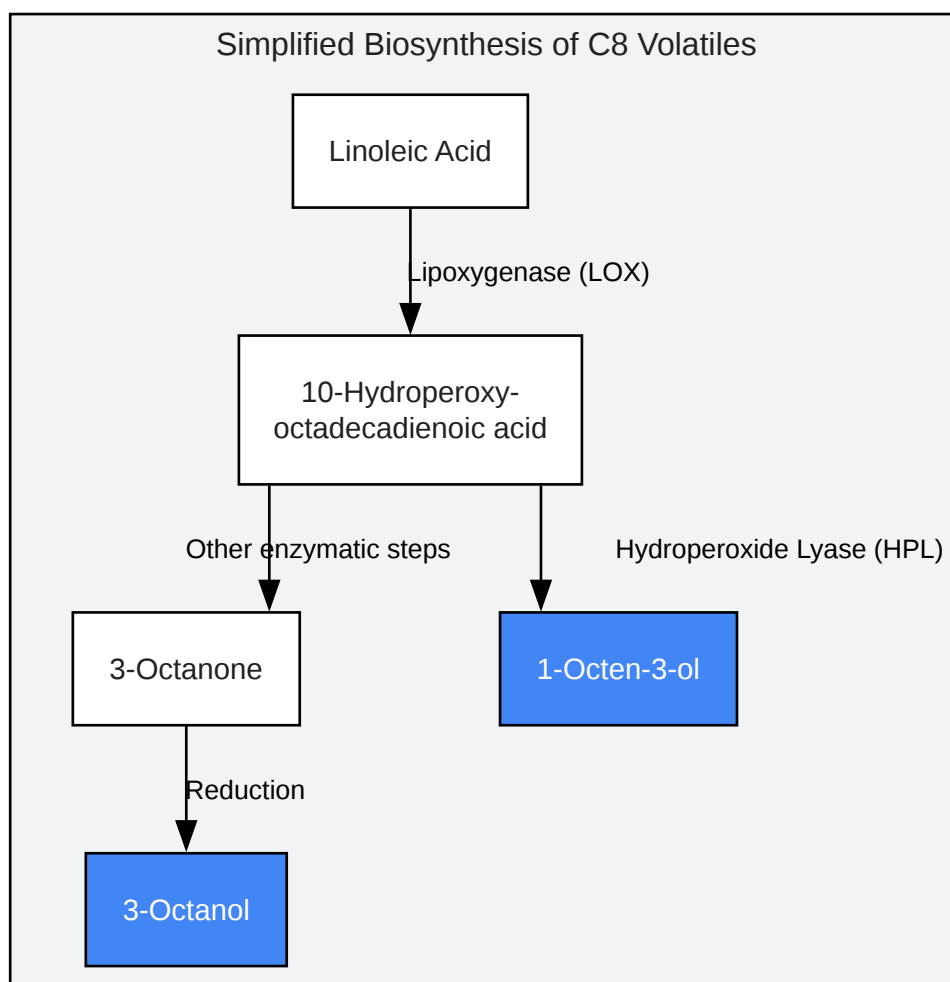 Simplified Biosynthesis of C8 Volatiles
Linoleic Acid
Lipoxygenase (LOX)
10-Hydroperoxy-
octadecadienoic acid
Other enzymatic steps
Hydroperoxide Lyase (HPL)
3-Octanone
1-Octen-3-ol
Reduction
3-Octanol